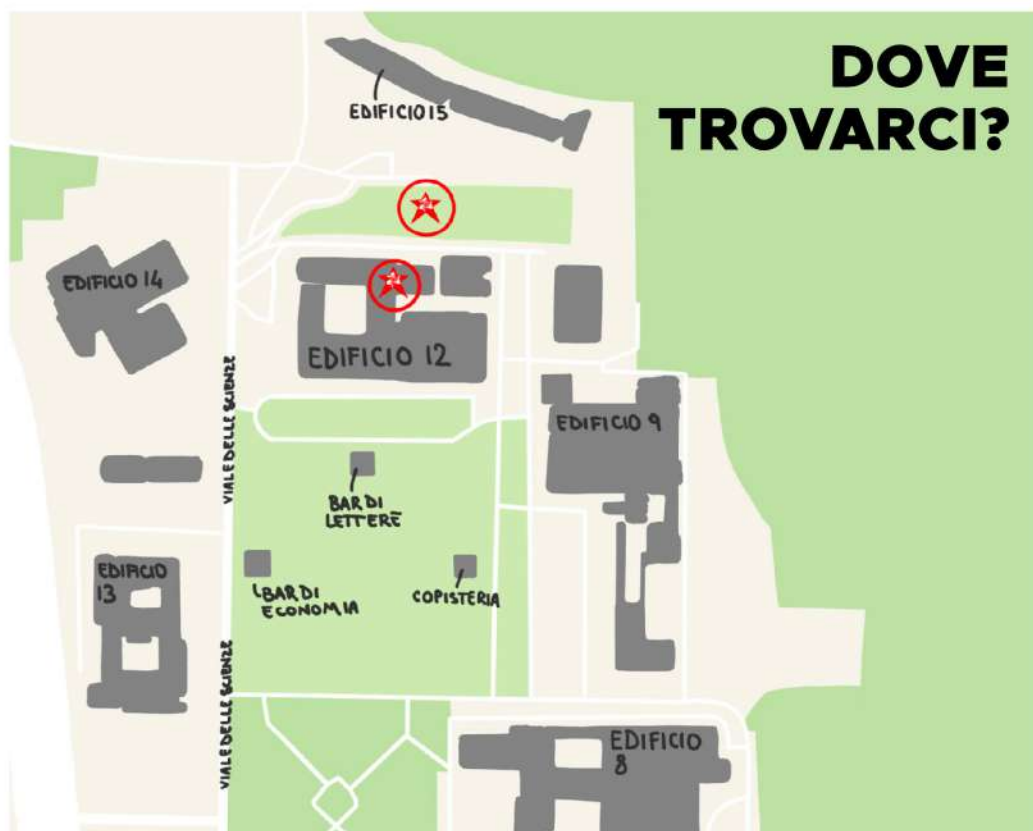 DOVE
TROVARCI?
EDIFICIO 15
EDIFICIO 14
EDIFICIO 12
VIALE DELLE SCIENZE
EDIFICIO 9
BAR DI
LETTERE
EDIFICIO
13
BAR DI
ECONOMIA
COPISTERIA
VIALE DELLE SCIENZE
EDIFICIO
8